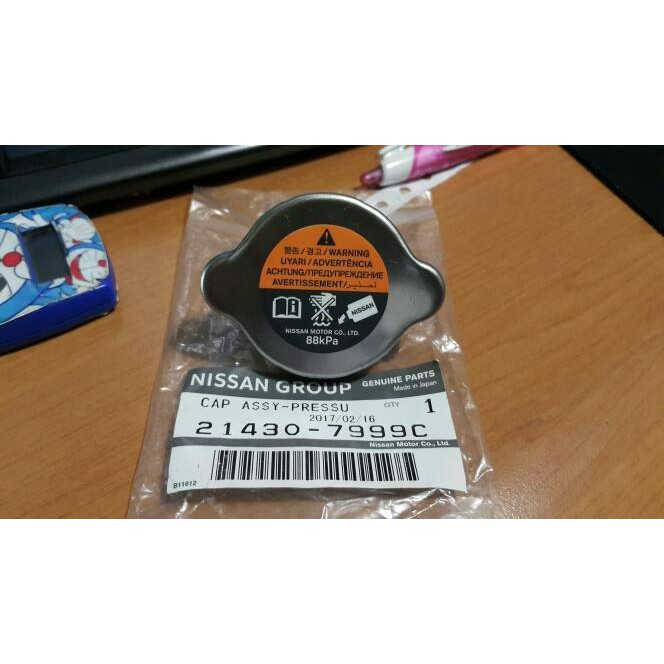 警告/경고/WARNING
UYARI/ADVERTÊNCIA
ACHTUNG/ПРЕДУПРЕЖДЕНИЕ
AVERTISSEMENT/تحذير
NISSAN
NISSAN MOTOR CO., LTD.
88kPa
NISSAN GROUP GENUINE PARTS
Made in Japan
CAP ASSY-PRESSU QITY 1
2017/02/16
21430-7999C
Nissan Motor Co., Ltd.
B11612